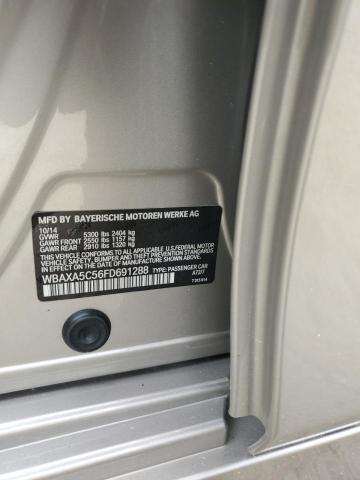 MFD BY BAYERISCHE MOTOREN WERKE AG
10/14
GVWR 5300 lbs 2404 kg
GAWR FRONT 2550 lbs 1157 kg
GAWR REAR 2910 lbs 1320 kg
THIS VEHICLE CONFORMS TO ALL APPLICABLE U.S. FEDERAL MOTOR
VEHICLE SAFETY, BUMPER, AND THEFT PREVENTION STANDARDS
IN EFFECT ON THE DATE OF MANUFACTURE SHOWN ABOVE.
WBAXA5C56FD691288 TYPE: PASSENGER CAR